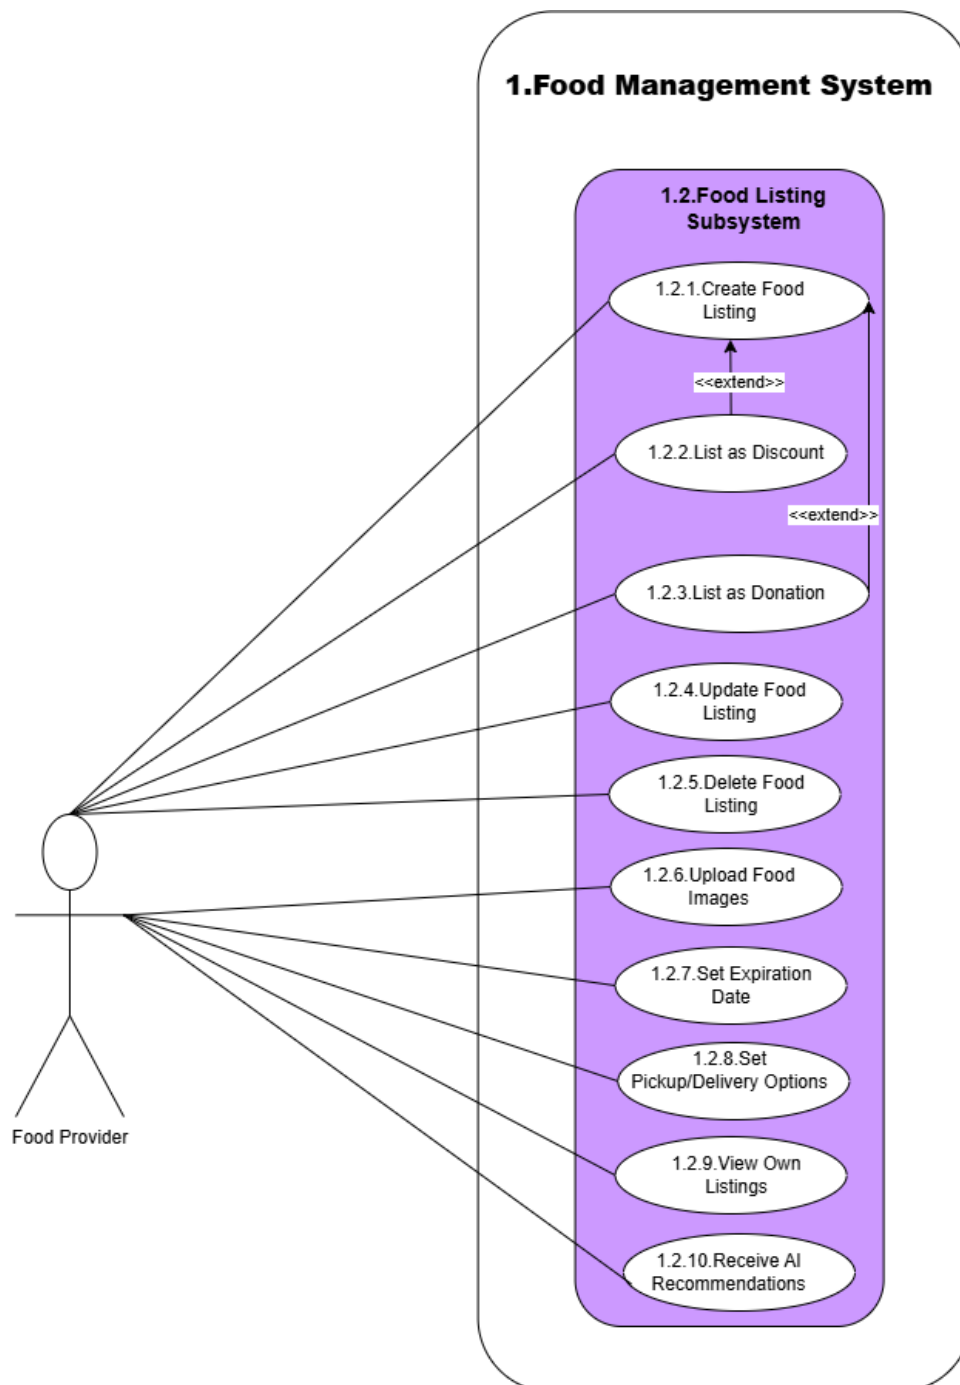 1.Food Management System
1.2.Food Listing
Subsystem
1.2.1.Create Food
Listing
<<extend>>
1.2.2.List as Discount
<<extend>>
1.2.3.List as Donation
1.2.4.Update Food
Listing
1.2.5.Delete Food
Listing
1.2.6.Upload Food
Images
1.2.7.Set Expiration
Date
1.2.8.Set
Pickup/Delivery Options
Food Provider
1.2.9.View Own
Listings
1.2.10.Receive AI
Recommendations